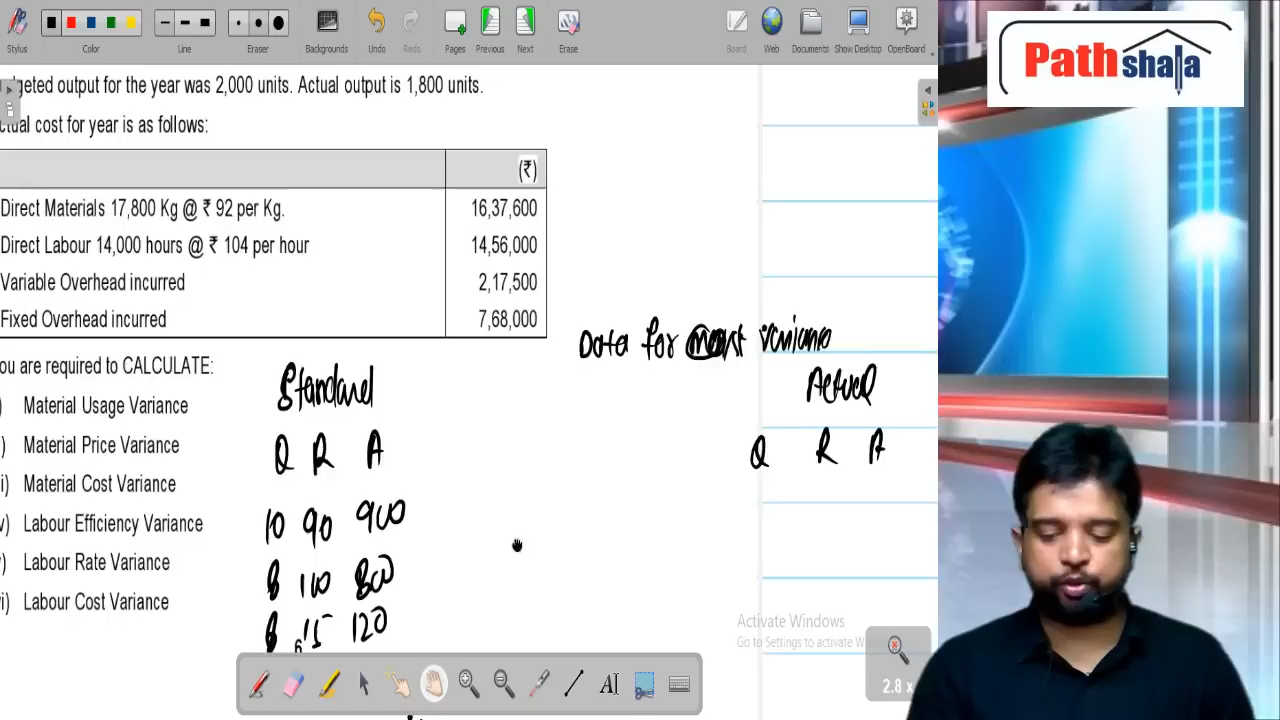 Stylus Color Line Eraser Backgrounds Undo Redo Pages Previous Next Erase Board Web Documents Show Desktop OpenBoard
Path shala
geted output for the year was 2,000 units. Actual output is 1,800 units.
ctual cost for year is as follows:
(₹)
Direct Materials 17,800 Kg @ ₹ 92 per Kg. 16,37,600
Direct Labour 14,000 hours @ ₹ 104 per hour 14,56,000
Variable Overhead incurred 2,17,500
Fixed Overhead incurred 7,68,000
Data for
ou are required to CALCULATE:
Standard Actual
) Material Usage Variance
) Material Price Variance
Q R A Q R A
i) Material Cost Variance
v) Labour Efficiency Variance
10 90 900
) Labour Rate Variance
8 110 800
i) Labour Cost Variance
8 15 120
Activate Windows
Go to Settings to activate W
2.8 x